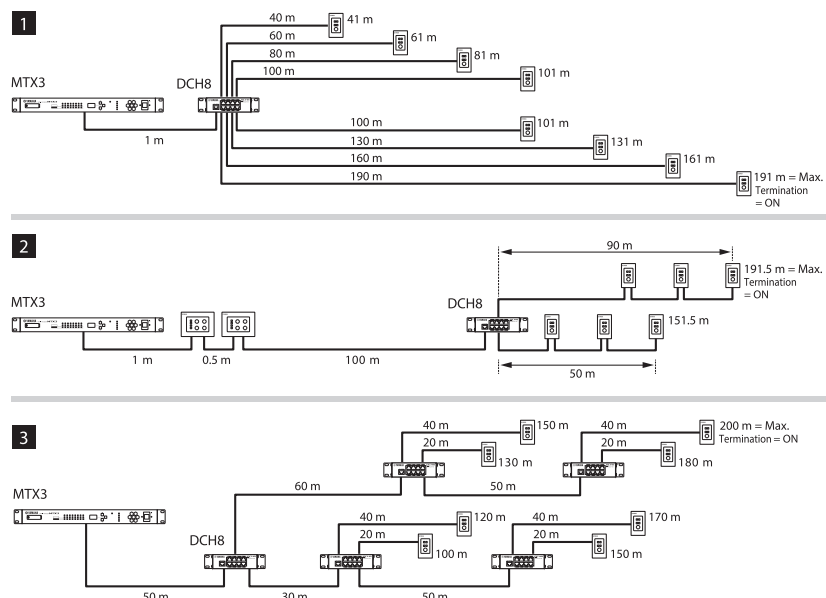 1
40 m
41 m
60 m
61 m
80 m
81 m
100 m
101 m
MTX3
DCH8
1 m
100 m
101 m
130 m
131 m
160 m
161 m
190 m
191 m = Max.
Termination
= ON
2
90 m
MTX3
DCH8
191.5 m = Max.
Termination
= ON
151.5 m
1 m
0.5 m
100 m
50 m
3
40 m
150 m
40 m
200 m = Max.
Termination = ON
20 m
130 m
20 m
180 m
MTX3
60 m
50 m
DCH8
40 m
120 m
40 m
170 m
20 m
100 m
20 m
150 m
50 m
30 m
50 m